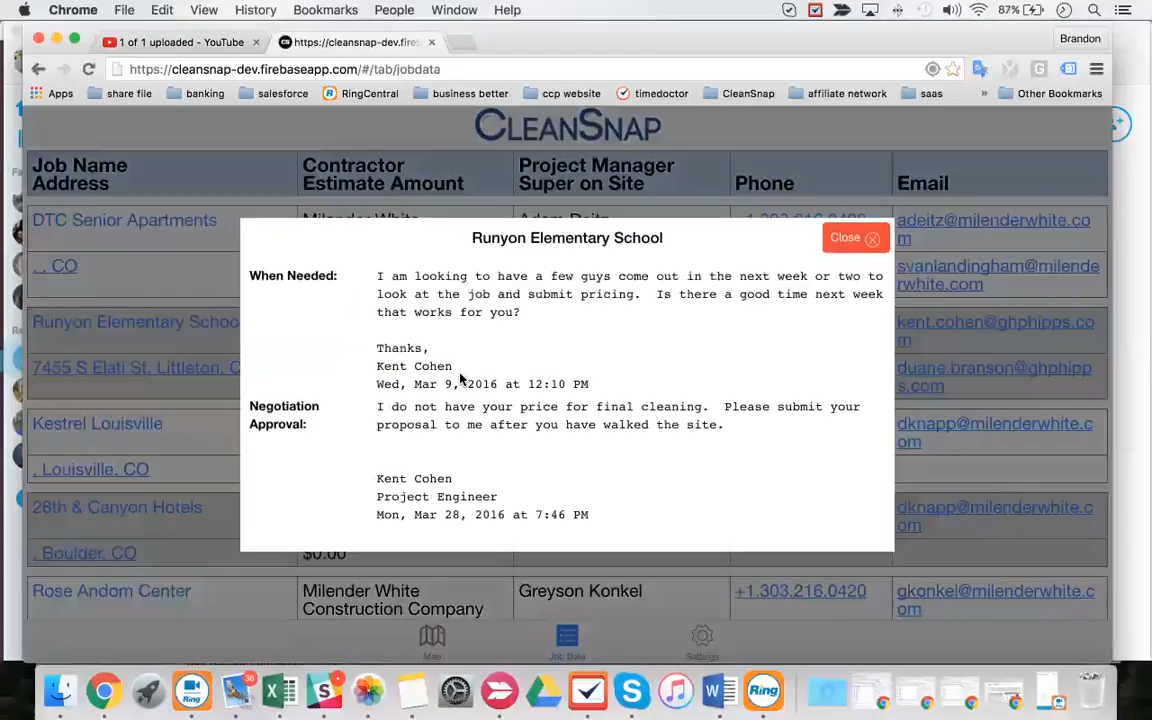 Chrome File Edit View History Bookmarks People Window Help 87%
1 of 1 uploaded - YouTube https://cleansnap-dev.fire Brandon
https://cleansnap-dev.firebaseapp.com/#/tab/jobdata
Apps share file banking salesforce RingCentral business better ccp website timedoctor CleanSnap affiliate network saas » Other Bookmarks
CLEANSNAP
Job Name Contractor Project Manager
Address Estimate Amount Super on Site Phone Email
DTC Senior Apartments Milender White adeitz@milenderwhite.co
m
Runyon Elementary School Close
When Needed: I am looking to have a few guys come out in the next week or two to
, , CO look at the job and submit pricing. Is there a good time next week svanlandingham@milende
rwhite.com
that works for you?
Runyon Elementary Schoo kent.cohen@ghphipps.co
m
Thanks,
Kent Cohen
7455 S Elati St, Littleton, C duane.branson@ghphipp
s.com
Wed, Mar 9, 2016 at 12:10 PM
Negotiation I do not have your price for final cleaning. Please submit your
Approval: proposal to me after you have walked the site.
Kestrel Louisville dknapp@milenderwhite.c
om
, Louisville, CO
Kent Cohen
Project Engineer
28th & Canyon Hotels dknapp@milenderwhite.c
om
Mon, Mar 28, 2016 at 7:46 PM
, Boulder, CO $0.00
Rose Andom Center Milender White Greyson Konkel +1.303.216.0420 gkonkel@milenderwhite.c
Construction Company om
Map Job Data Settings
Ring 36 Ring